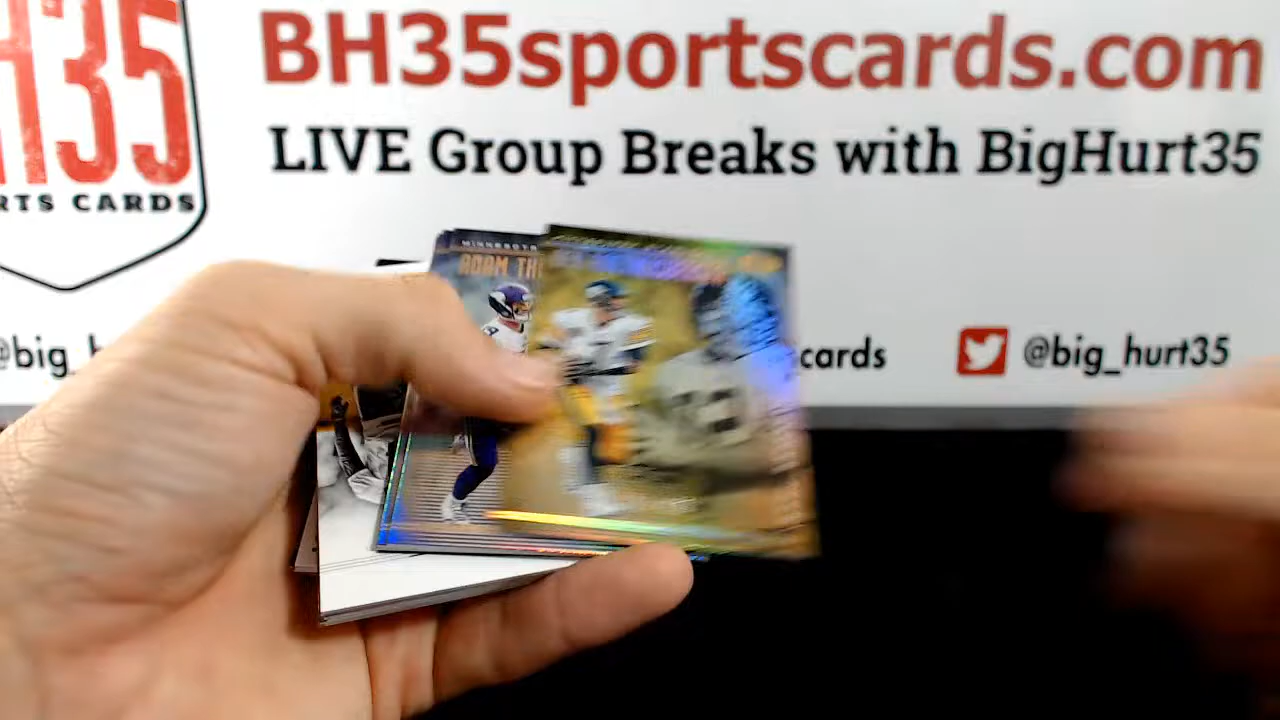 H35
RTS CARDS
BH35sportscards.com
LIVE Group Breaks with BigHurt35
@big_h
cards
@big_hurt35
MINNESOTA
ADAM TH